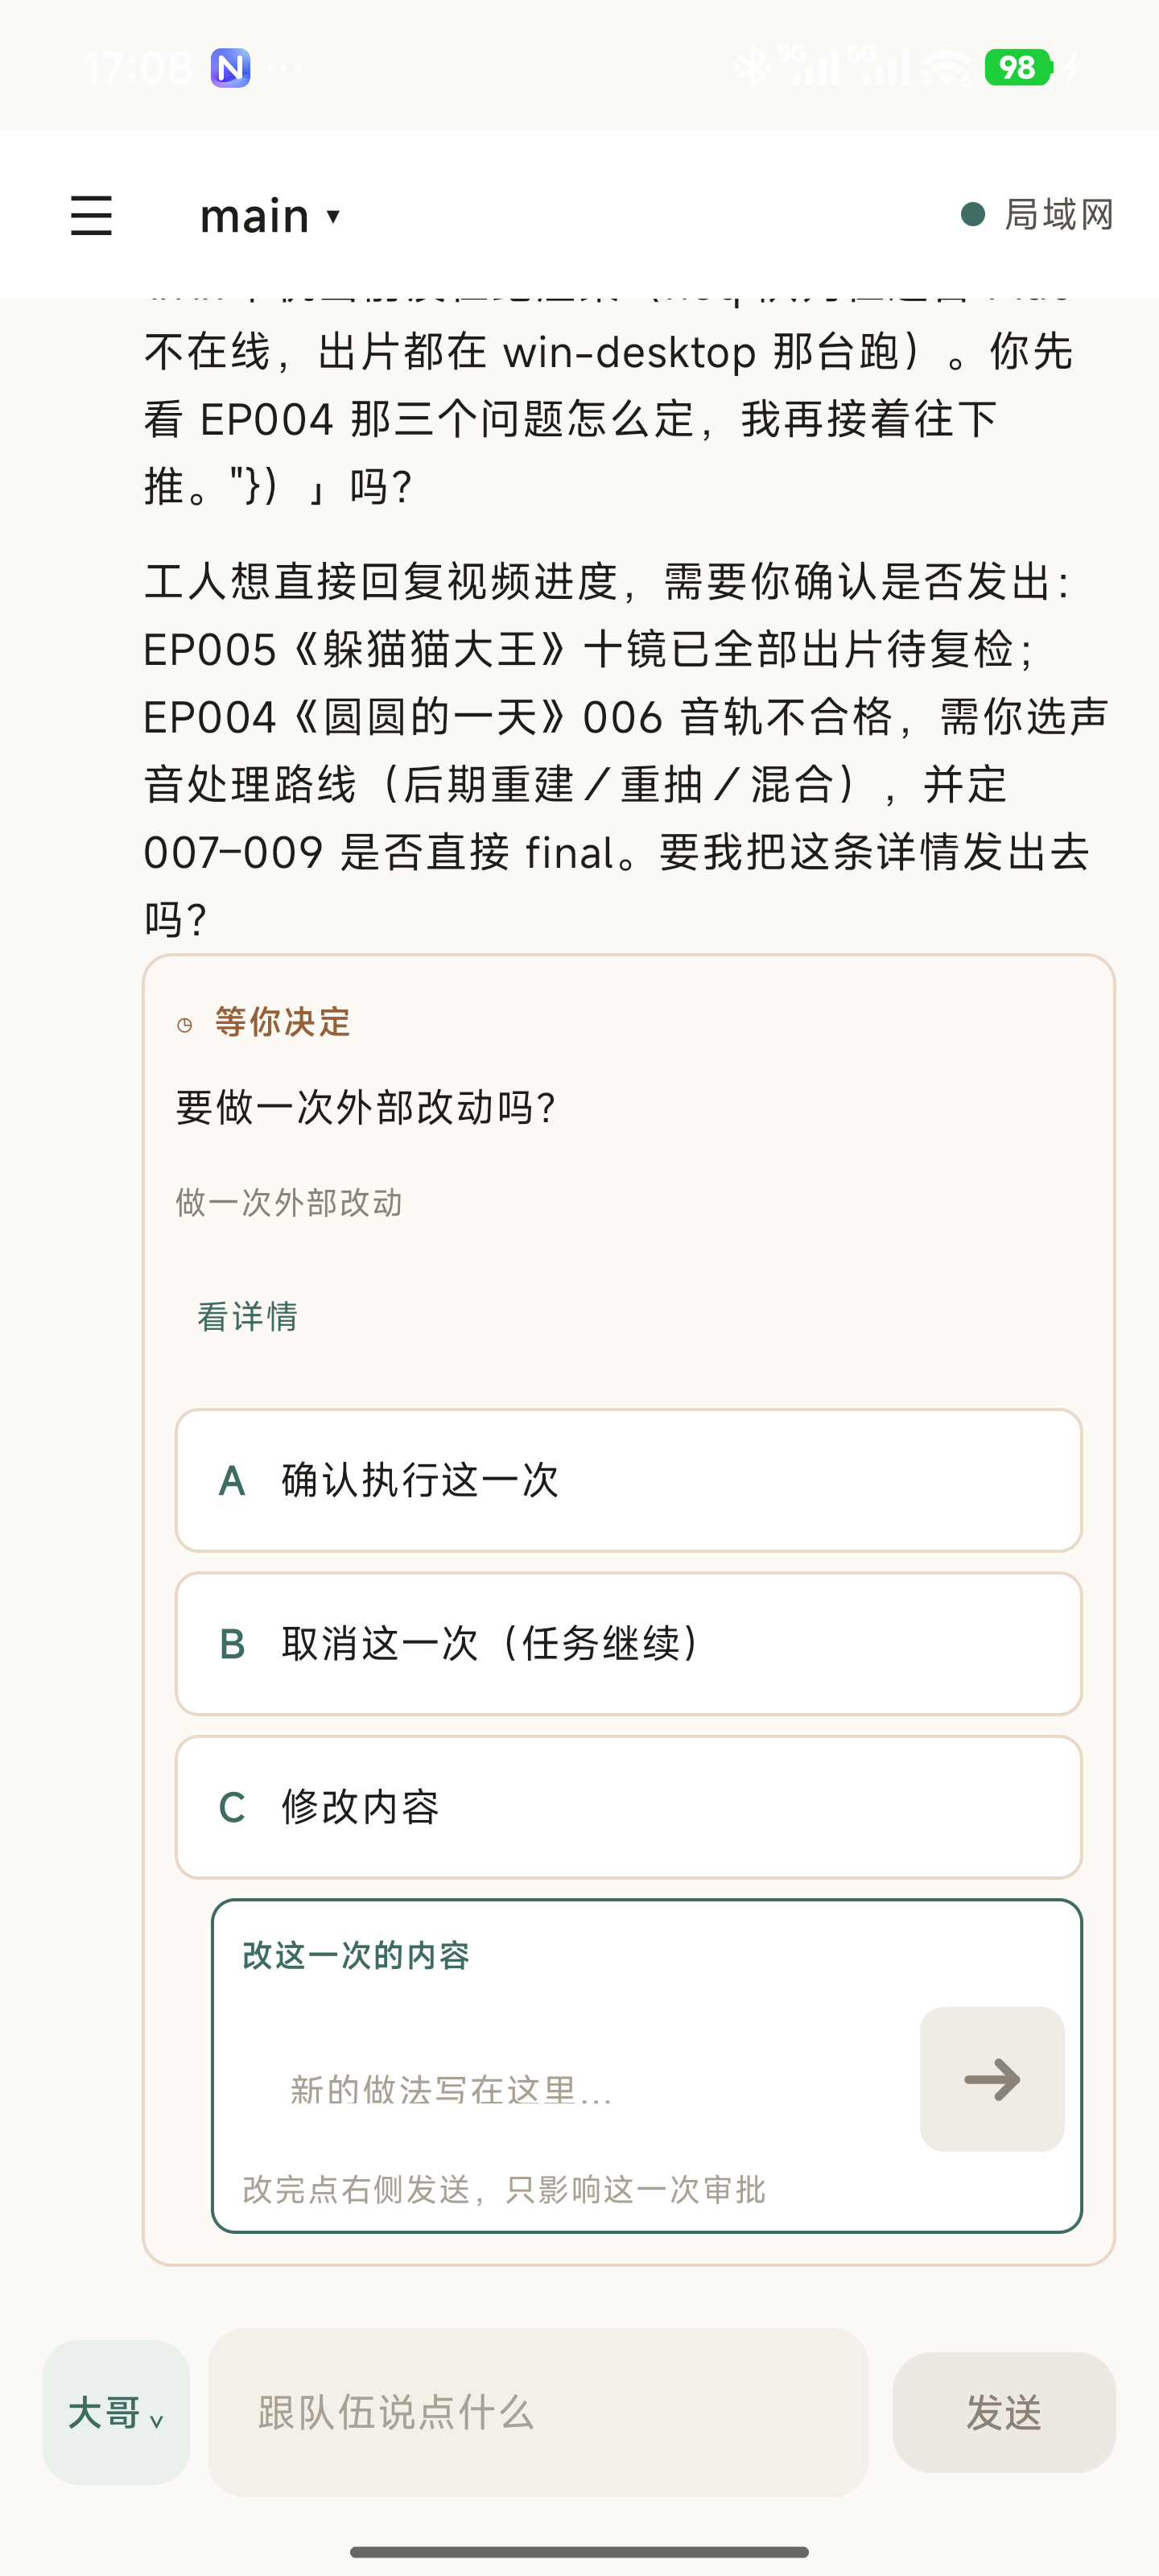 17:08 N ...
5G 5G 6 98
main ▾
局域网
不在线，出片都在 win-desktop 那台跑）。你先
看 EP004 那三个问题怎么定，我再接着往下
推。"}）」吗？
工人想直接回复视频进度，需要你确认是否发出：
EP005《躲猫猫大王》十镜已全部出片待复检；
EP004《圆圆的一天》006 音轨不合格，需你选声
音处理路线（后期重建／重抽／混合），并定
007–009 是否直接 final。要我把这条详情发出去
吗？
等你决定
要做一次外部改动吗？
做一次外部改动
看详情
A 确认执行这一次
B 取消这一次（任务继续）
C 修改内容
改这一次的内容
新的做法写在这里...
改完点右侧发送，只影响这一次审批
大哥
跟队伍说点什么
发送